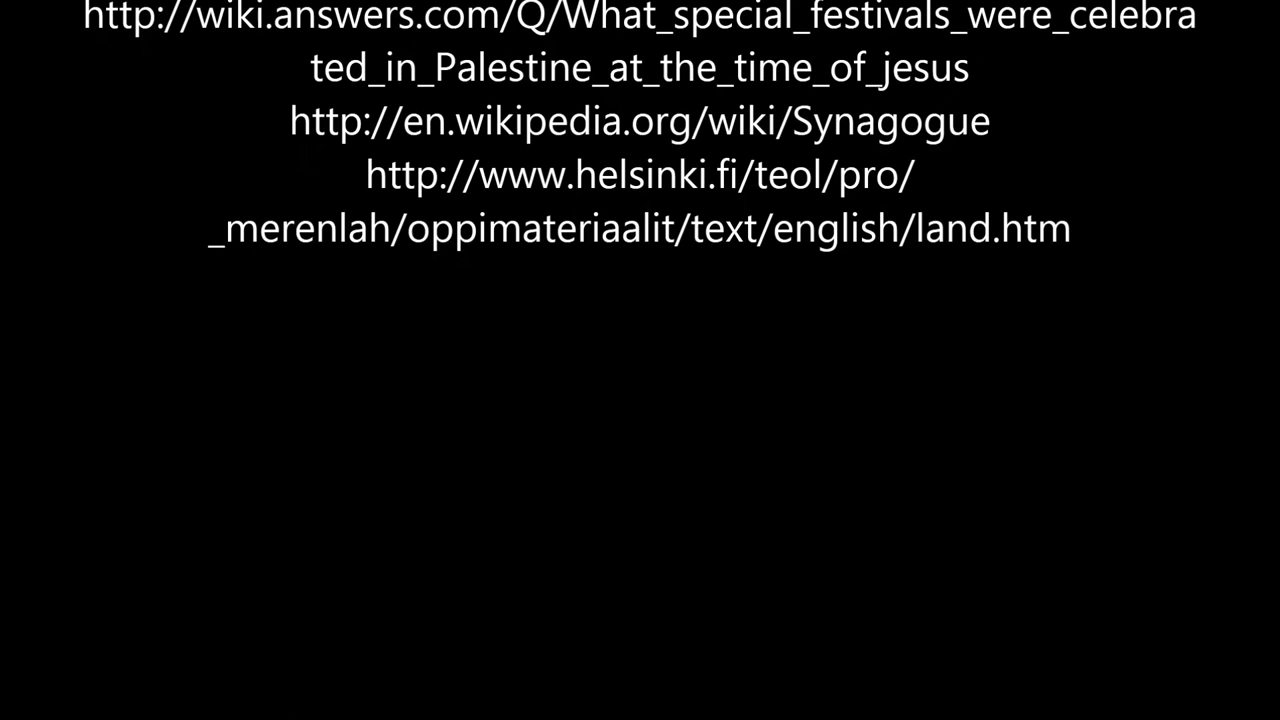 http://wiki.answers.com/Q/What_special_festivals_were_celebra
ted_in_Palestine_at_the_time_of_jesus
http://en.wikipedia.org/wiki/Synagogue
http://www.helsinki.fi/teol/pro/
_merenlah/oppimateriaalit/text/english/land.htm